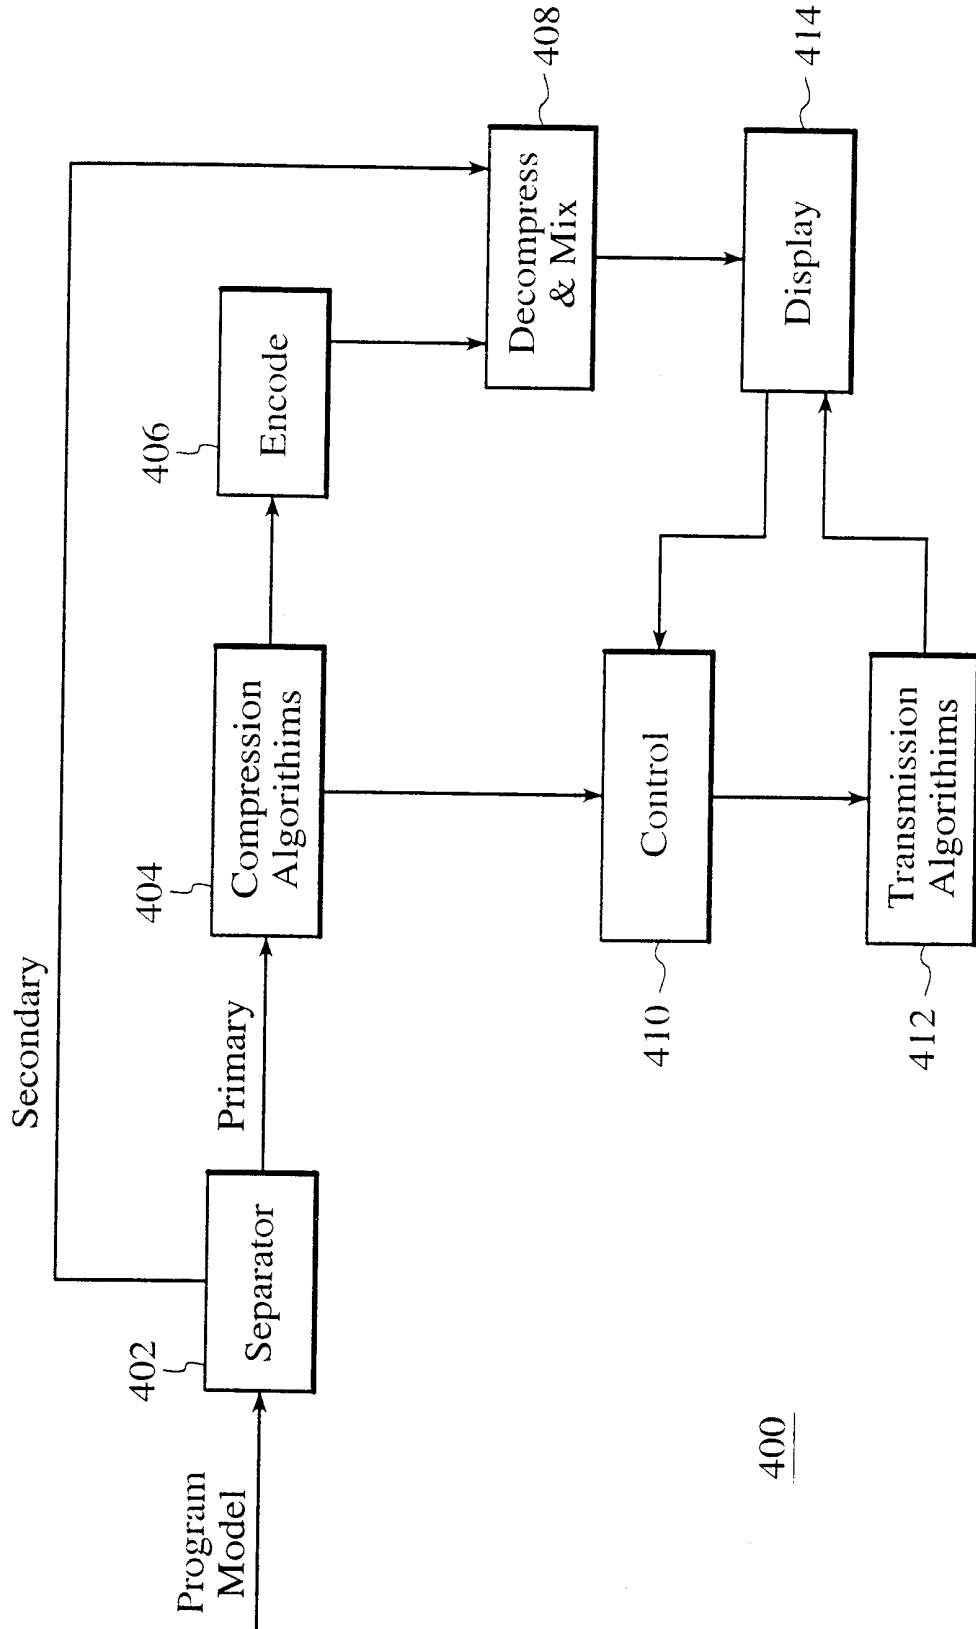 Secondary
Program
Model
402
Separator
Primary
404
Compression
Algorithims
406
Encode
408
Decompress
& Mix
410
Control
412
Transmission
Algorithims
414
Display
400